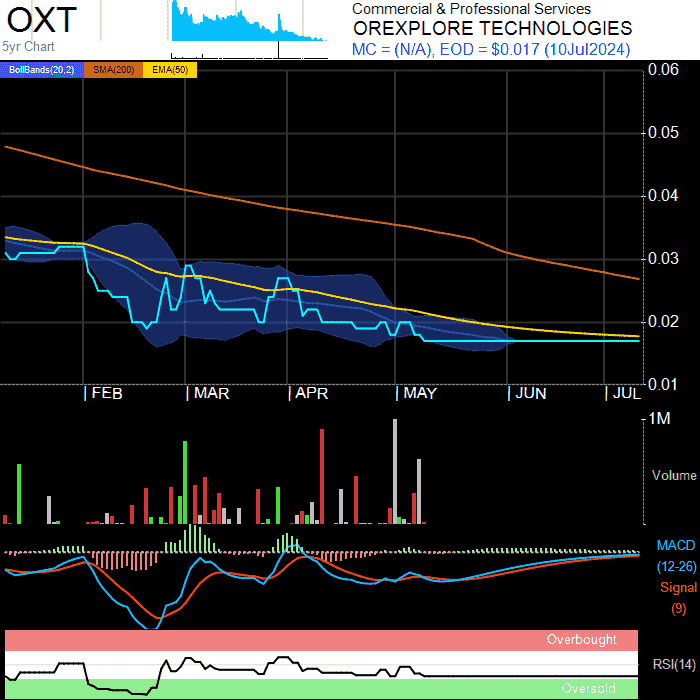 OXT
5yr Chart
Commercial & Professional Services
OREXPLORE TECHNOLOGIES
MC = (N/A), EOD = $0.017 (10Jul2024)
BollBands(20,2) SMA(200) EMA(50)
0.06
0.05
0.04
0.03
0.02
0.01
| FEB | MAR | APR | MAY | JUN | JUL
1M
Volume
MACD
(12-26)
Signal
(9)
Overbought
RSI(14)
Oversold